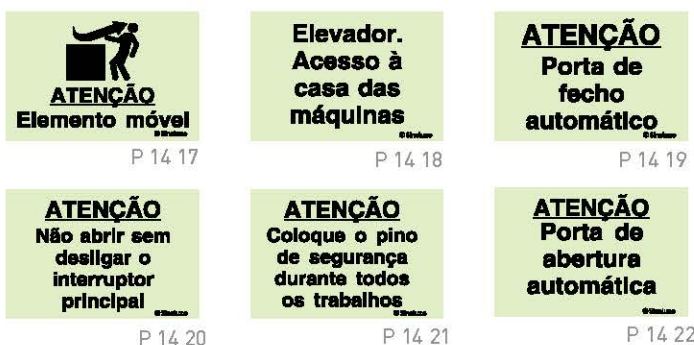 ATENÇÃO
Elemento móvel
P 14 17
Elevador.
Acesso à
casa das
máquinas
P 14 18
ATENÇÃO
Porta de
fecho
automático
P 14 19
ATENÇÃO
Não abrir sem
desligar o
interruptor
principal
P 14 20
ATENÇÃO
Coloque o pino
de segurança
durante todos
os trabalhos
P 14 21
ATENÇÃO
Porta de
abertura
automática
P 14 22